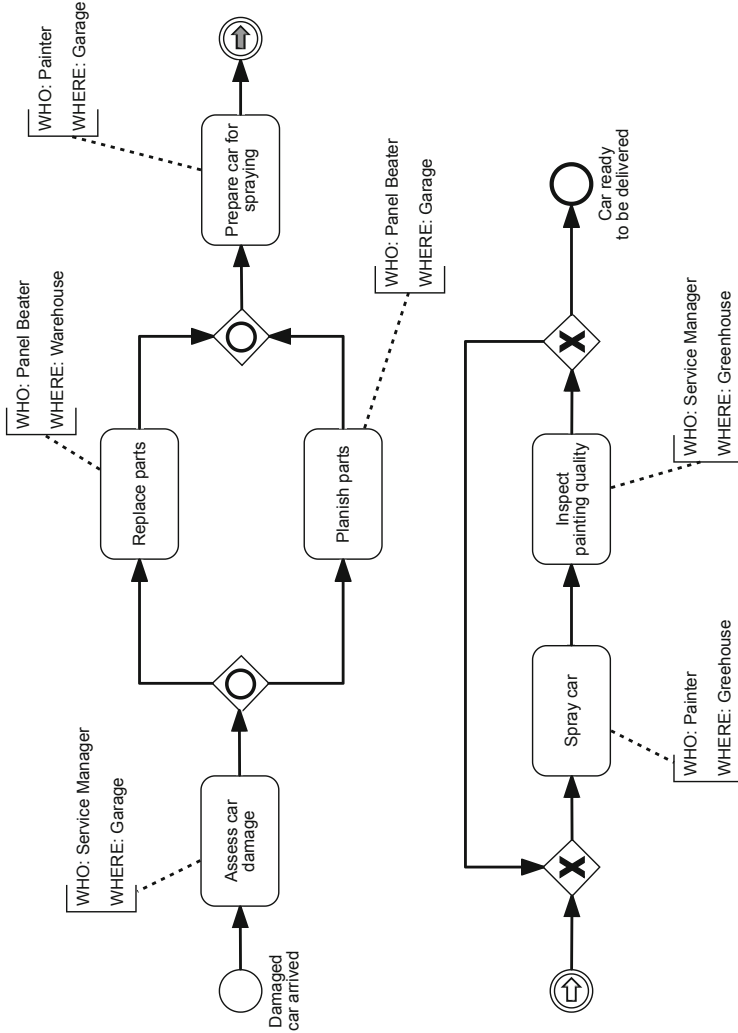 Damaged
car arrived
WHO: Service Manager
WHERE: Garage
Assess car
damage
WHO: Panel Beater
WHERE: Warehouse
Replace parts
Planish parts
WHO: Panel Beater
WHERE: Garage
WHO: Painter
WHERE: Garage
Prepare car for
spraying
X
Spray car
WHO: Painter
WHERE: Greehouse
Inspect
painting quality
WHO: Service Manager
WHERE: Greenhouse
X
Car ready
to be delivered